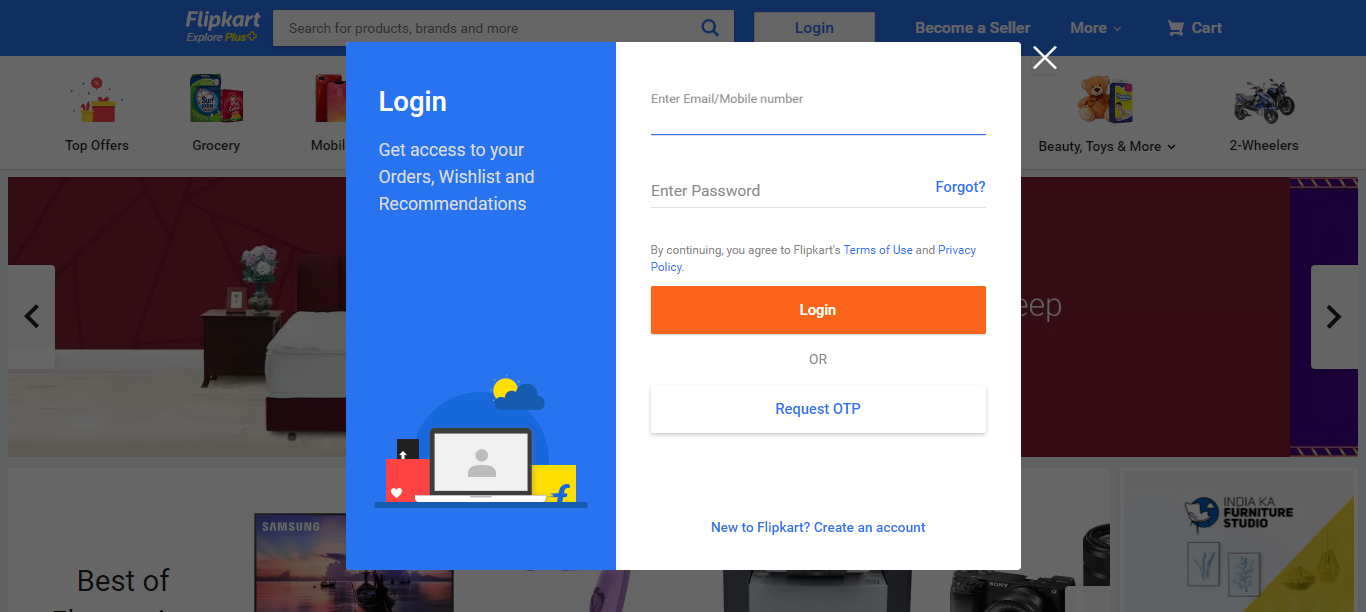 Flipkart
Explore Plus
Search for products, brands and more
Login
Become a Seller
More
Cart
Top Offers
Grocery
Beauty, Toys & More
2-Wheelers
Login
Get access to your
Orders, Wishlist and
Recommendations
Enter Email/Mobile number
Enter Password
Forgot?
By continuing, you agree to Flipkart's Terms of Use and Privacy
Policy.
Login
OR
Request OTP
New to Flipkart? Create an account
SAMSUNG
Best of
SONY
INDIA KA
FURNITURE
STUDIO